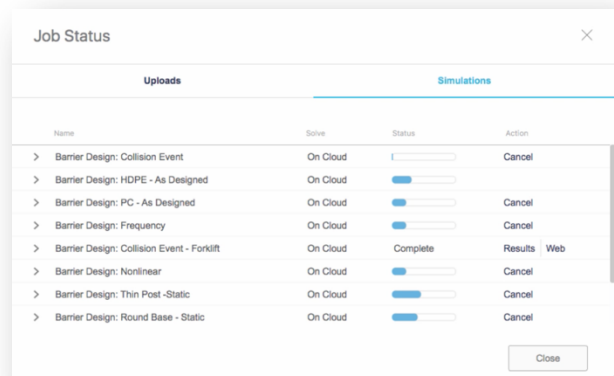 Job Status
Uploads Simulations
Name Solve Status Action
Barrier Design: Collision Event On Cloud Cancel
Barrier Design: HDPE - As Designed On Cloud
Barrier Design: PC - As Designed On Cloud Cancel
Barrier Design: Frequency On Cloud Cancel
Barrier Design: Collision Event - Forklift On Cloud Complete Results Web
Barrier Design: Nonlinear On Cloud Cancel
Barrier Design: Thin Post -Static On Cloud Cancel
Barrier Design: Round Base - Static On Cloud Cancel
Close